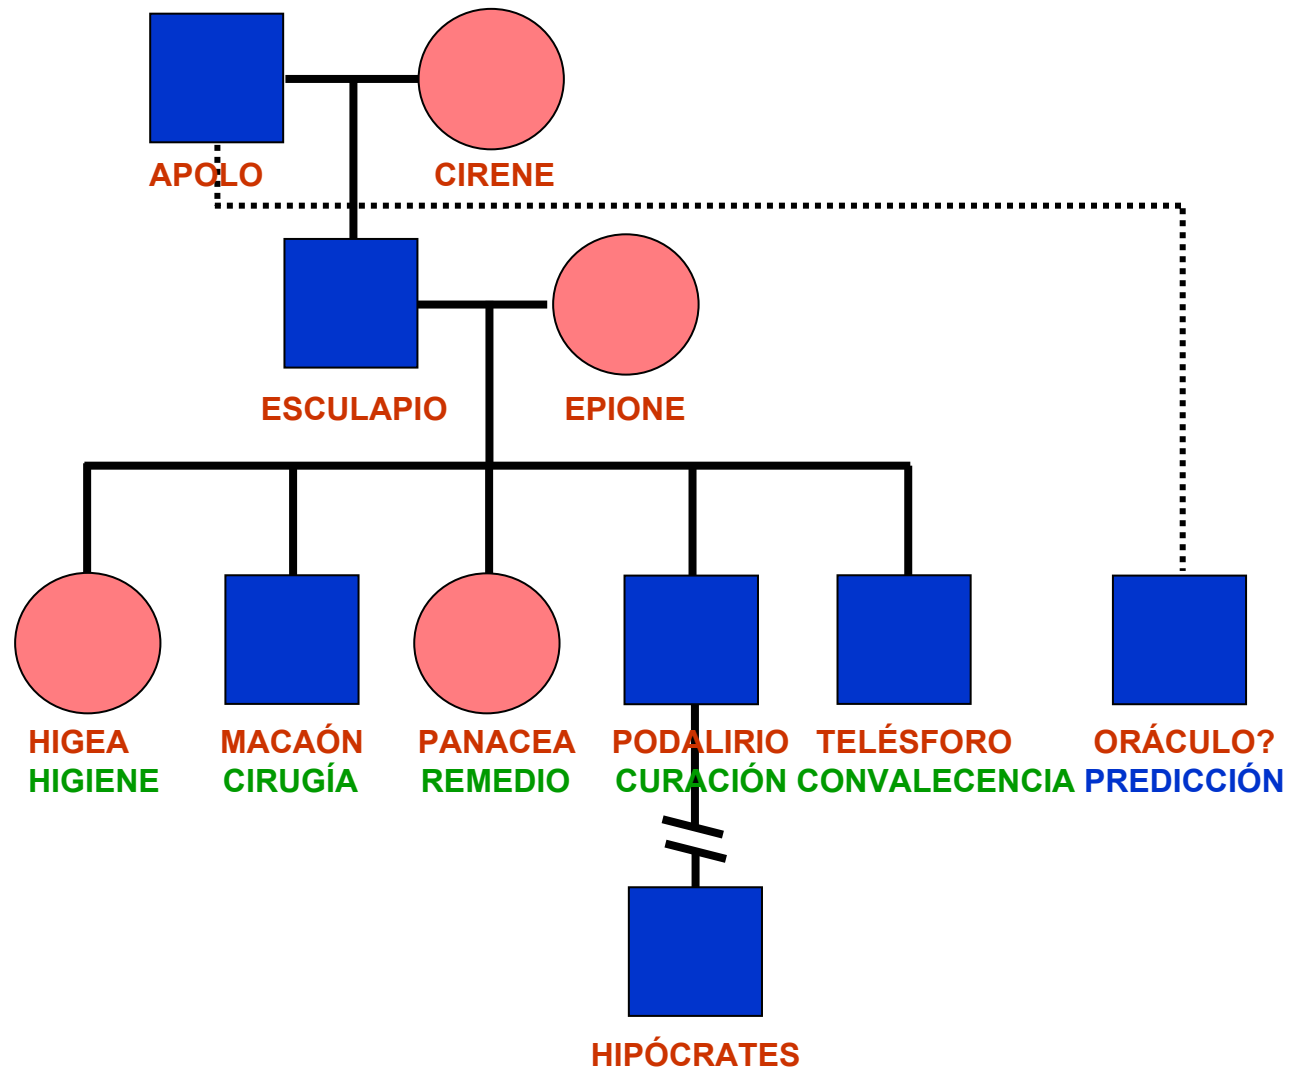 APOLO
CIRENE
ESCULAPIO
EPIONE
HIGEA
HIGIENE
MACAÓN
CIRUGÍA
PANACEA
REMEDIO
PODALIRIO
CURACIÓN
TELÉSFORO
CONVALECENCIA
ORÁCULO?
PREDICCIÓN
HIPÓCRATES